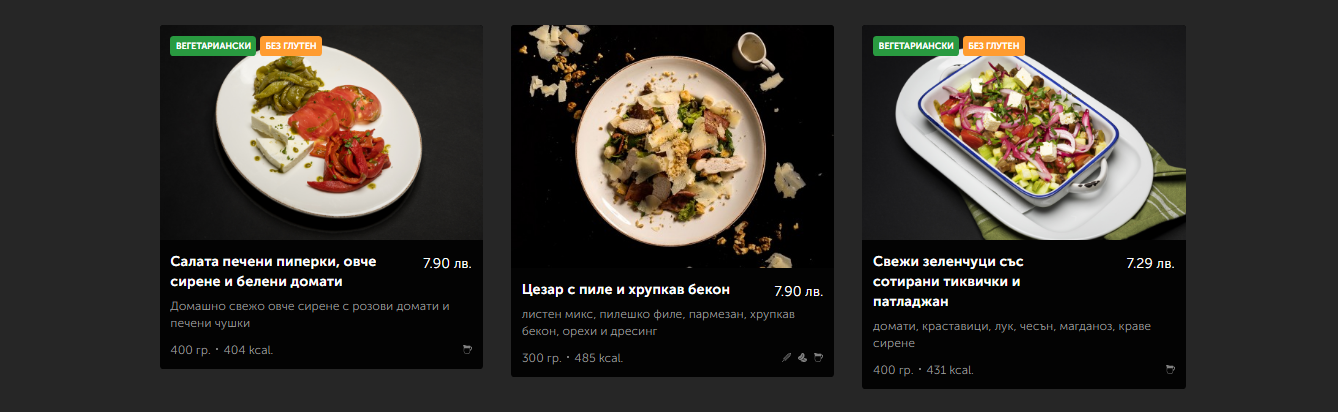 ВЕГЕТАРИАНСКИ
БЕЗ ГЛУТЕН
Салата печени пиперки, овче
сирене и белени домати
7.90 лв.
Домашно свежо овче сирене с розови домати и
печени чушки
400 гр. · 404 kcal.
Цезар с пиле и хрупкав бекон
7.90 лв.
листен микс, пилешко филе, пармезан, хрупкав
бекон, орехи и дресинг
300 гр. · 485 kcal.
ВЕГЕТАРИАНСКИ
БЕЗ ГЛУТЕН
Свежи зеленчуци със
сотирани тиквички и
патладжан
7.29 лв.
домати, краставици, лук, чесън, магданоз, краве
сирене
400 гр. · 431 kcal.